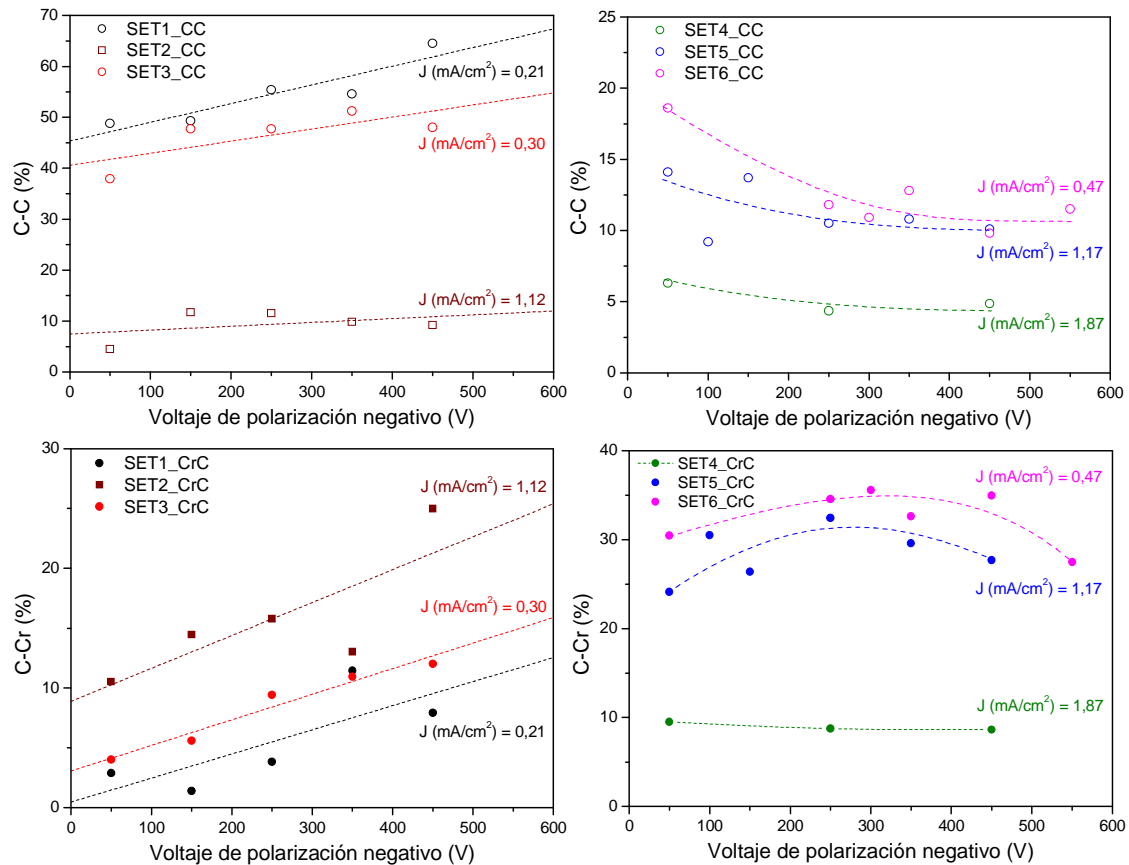 70
60
50
40
30
20
10
0
C-C (%)
SET1_CC
SET2_CC
SET3_CC
J (mA/cm²) = 0,21
J (mA/cm²) = 0,30
J (mA/cm²) = 1,12
0 100 200 300 400 500 600
Voltaje de polarización negativo (V)
25
20
15
10
5
0
C-C (%)
SET4_CC
SET5_CC
SET6_CC
J (mA/cm²) = 0,47
J (mA/cm²) = 1,17
J (mA/cm²) = 1,87
0 100 200 300 400 500 600
Voltaje de polarización negativo (V)
30
20
10
0
C-Cr (%)
SET1_CrC
SET2_CrC
SET3_CrC
J (mA/cm²) = 1,12
J (mA/cm²) = 0,30
J (mA/cm²) = 0,21
0 100 200 300 400 500 600
Voltaje de polarización negativo (V)
40
30
20
10
0
C-Cr (%)
SET4_CrC
SET5_CrC
SET6_CrC
J (mA/cm²) = 0,47
J (mA/cm²) = 1,17
J (mA/cm²) = 1,87
0 100 200 300 400 500 600
Voltaje de polarización negativo (V)